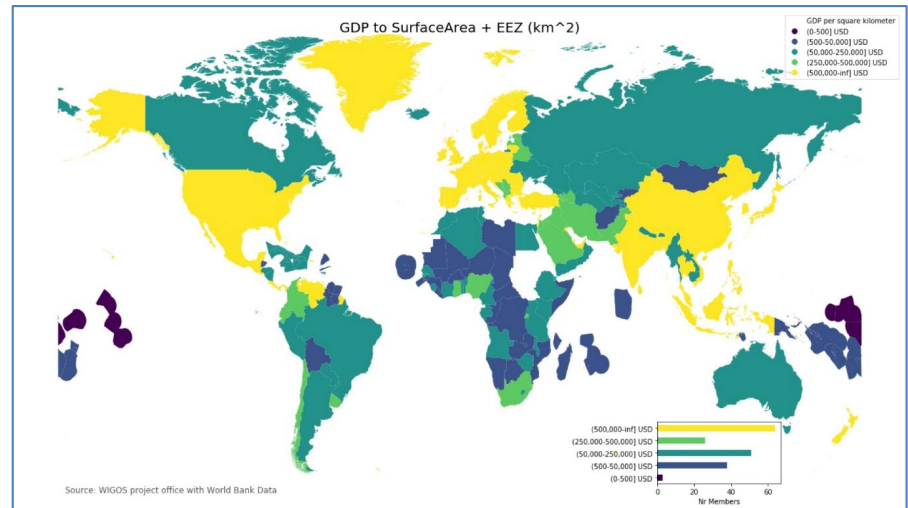 GDP to SurfaceArea + EEZ (km^2)
GDP per square kilometer
(0-500] USD
(500-50,000] USD
(50,000-250,000] USD
(250,000-500,000] USD
(500,000-inf] USD
(500,000-inf] USD
(250,000-500,000] USD
(50,000-250,000] USD
(500-50,000] USD
(0-500] USD
0 20 40 60
Nr Members
Source: WIGOS project office with World Bank Data